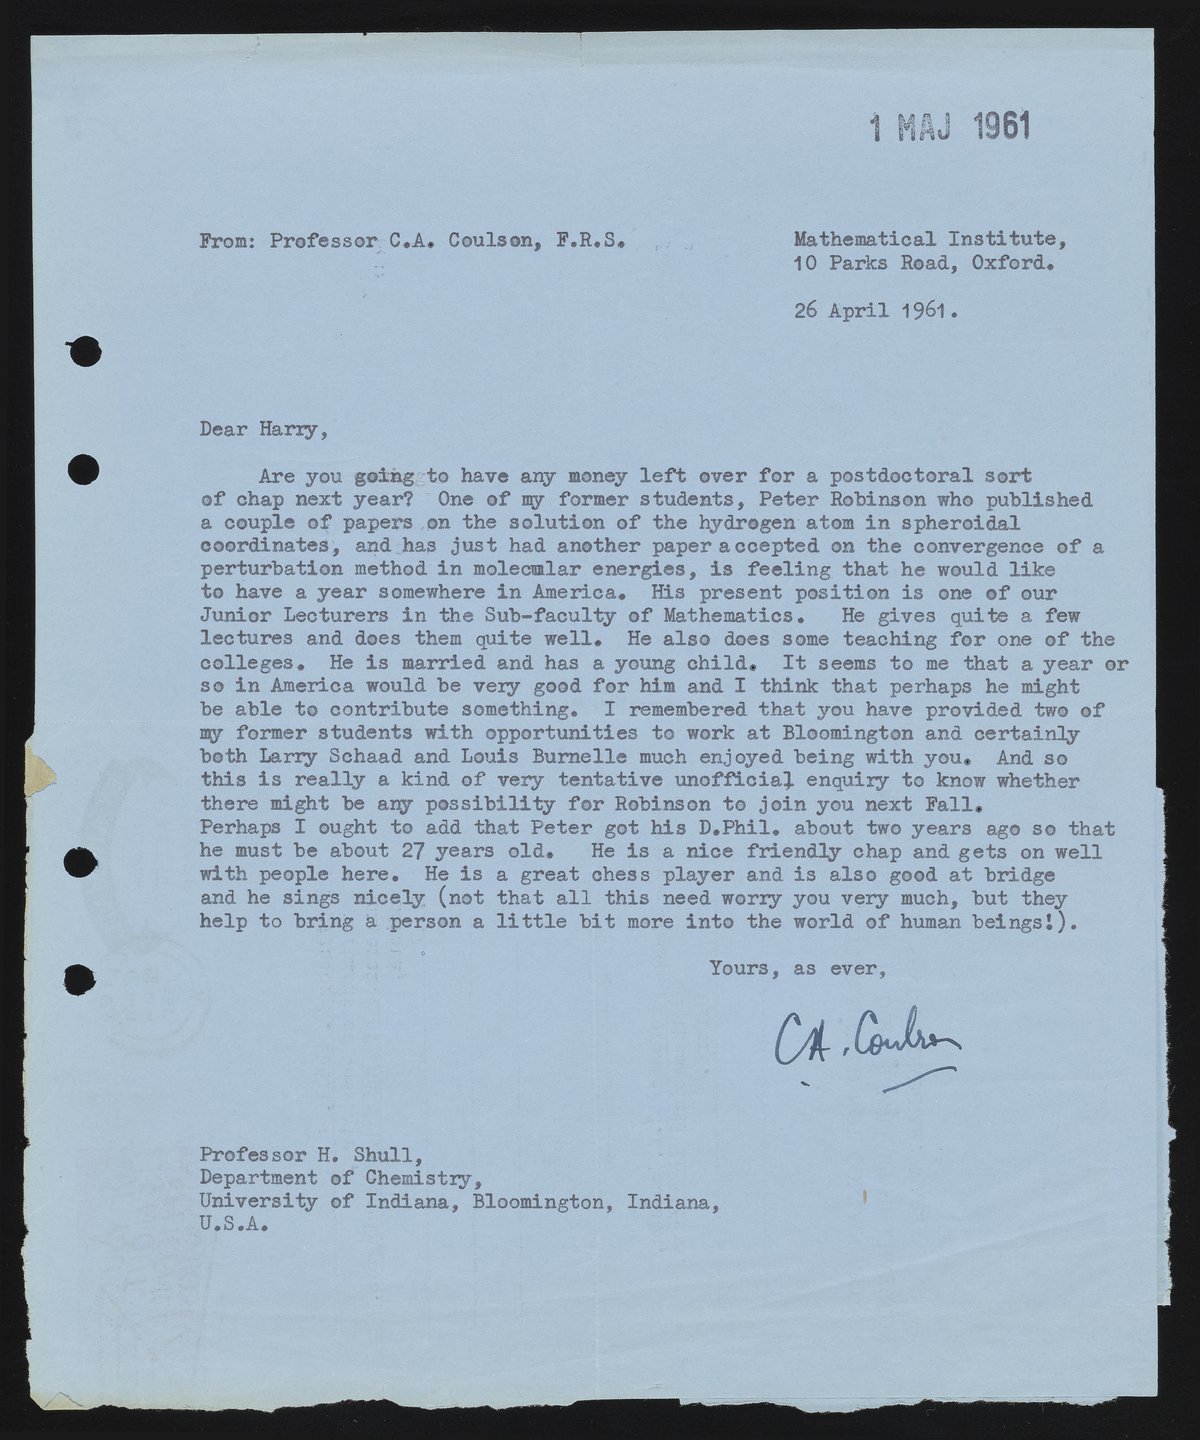 1 MAJ 1961
From: Professor C.A. Coulson, F.R.S.
Mathematical Institute,
10 Parks Road, Oxford.
26 April 1961.
Dear Harry,
Are you going to have any money left over for a postdoctoral sort
of chap next year? One of my former students, Peter Robinson who published
a couple of papers on the solution of the hydrogen atom in spheroidal
coordinates, and has just had another paper accepted on the convergence of a
perturbation method in molecular energies, is feeling that he would like
to have a year somewhere in America. His present position is one of our
Junior Lecturers in the Sub-faculty of Mathematics. He gives quite a few
lectures and does them quite well. He also does some teaching for one of the
colleges. He is married and has a young child. It seems to me that a year or
so in America would be very good for him and I think that perhaps he might
be able to contribute something. I remembered that you have provided two of
my former students with opportunities to work at Bloomington and certainly
both Larry Schaad and Louis Burnelle much enjoyed being with you. And so
this is really a kind of very tentative unofficial enquiry to know whether
there might be any possibility for Robinson to join you next Fall.
Perhaps I ought to add that Peter got his D.Phil. about two years ago so that
he must be about 27 years old. He is a nice friendly chap and gets on well
with people here. He is a great chess player and is also good at bridge
and he sings nicely (not that all this need worry you very much, but they
help to bring a person a little bit more into the world of human beings!).
Yours, as ever,
C.A. Coulson
Professor H. Shull,
Department of Chemistry,
University of Indiana, Bloomington, Indiana,
U.S.A.